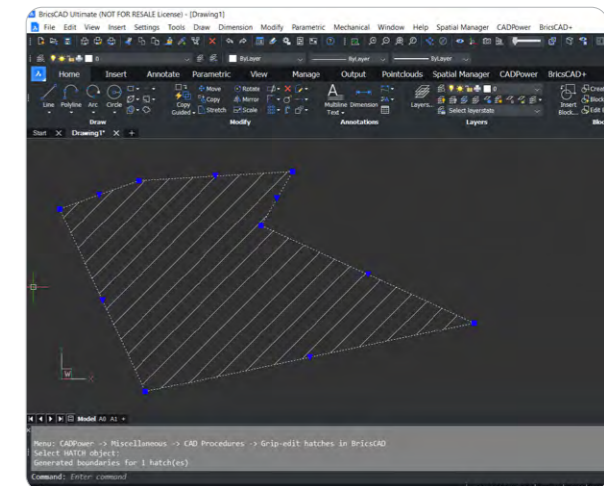 BricsCAD Ultimate (NOT FOR RESALE License) - [Drawing1]
File Edit View Insert Settings Tools Draw Dimension Modify Parametric Mechanical Window Help Spatial Manager CADPower BricsCAD+
0 ByLayer ByLayer ByLayer
Home Insert Annotate Parametric View Manage Output Pointclouds Spatial Manager CADPower BricsCAD+
Line Polyline Arc Circle
Copy Guided
Move Rotate
Copy Mirror
Stretch Scale
Multiline Text Dimension
Layers...
0
Select layerstate
Insert Block...
Draw Modify Annotations Layers
Start Drawing1*
W
X
Model A0 A1 +
Menu: CADPower -> Miscellaneous -> CAD Procedures -> Grip-edit hatches in BricsCAD
Select HATCH object:
Generated boundaries for 1 hatch(es)
Command: Enter command